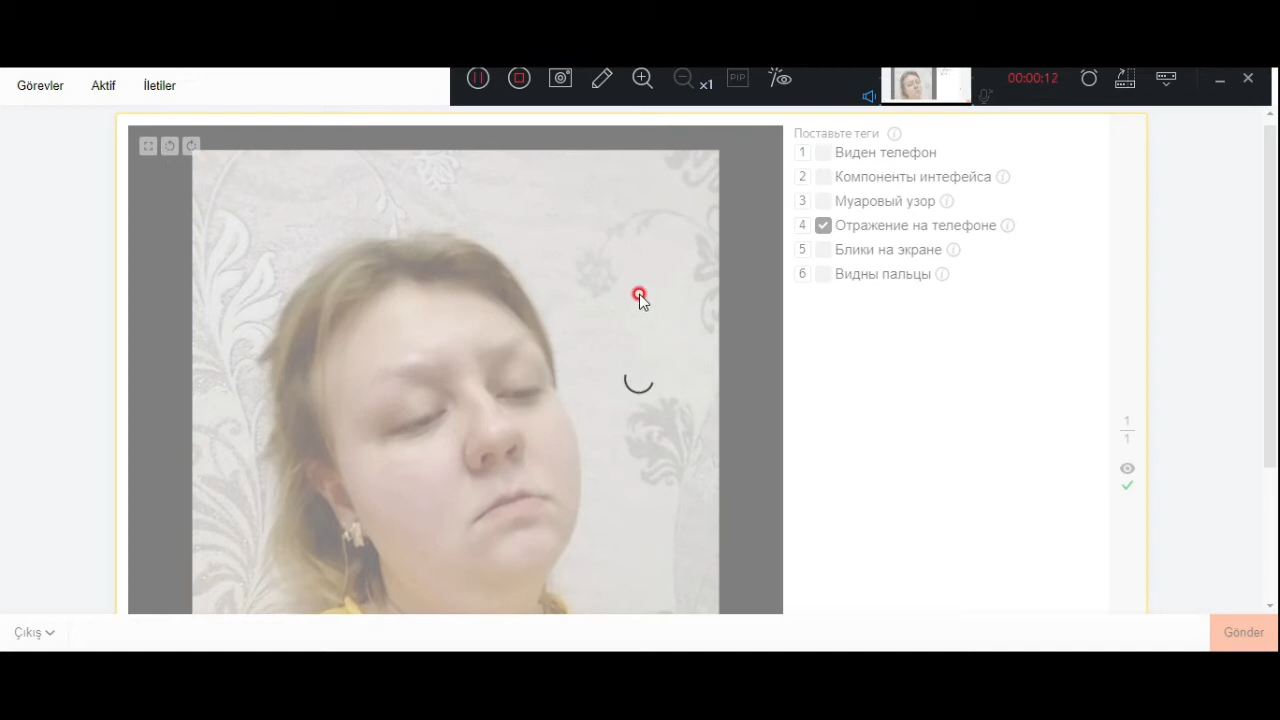 Görevler Aktif İletiler
x1 PIP 00:00:12
Поставьте теги
1 Виден телефон
2 Компоненты интефейса
3 Муаровый узор
4 Отражение на телефоне
5 Блики на экране
6 Видны пальцы
1
1
Çıkış Gönder